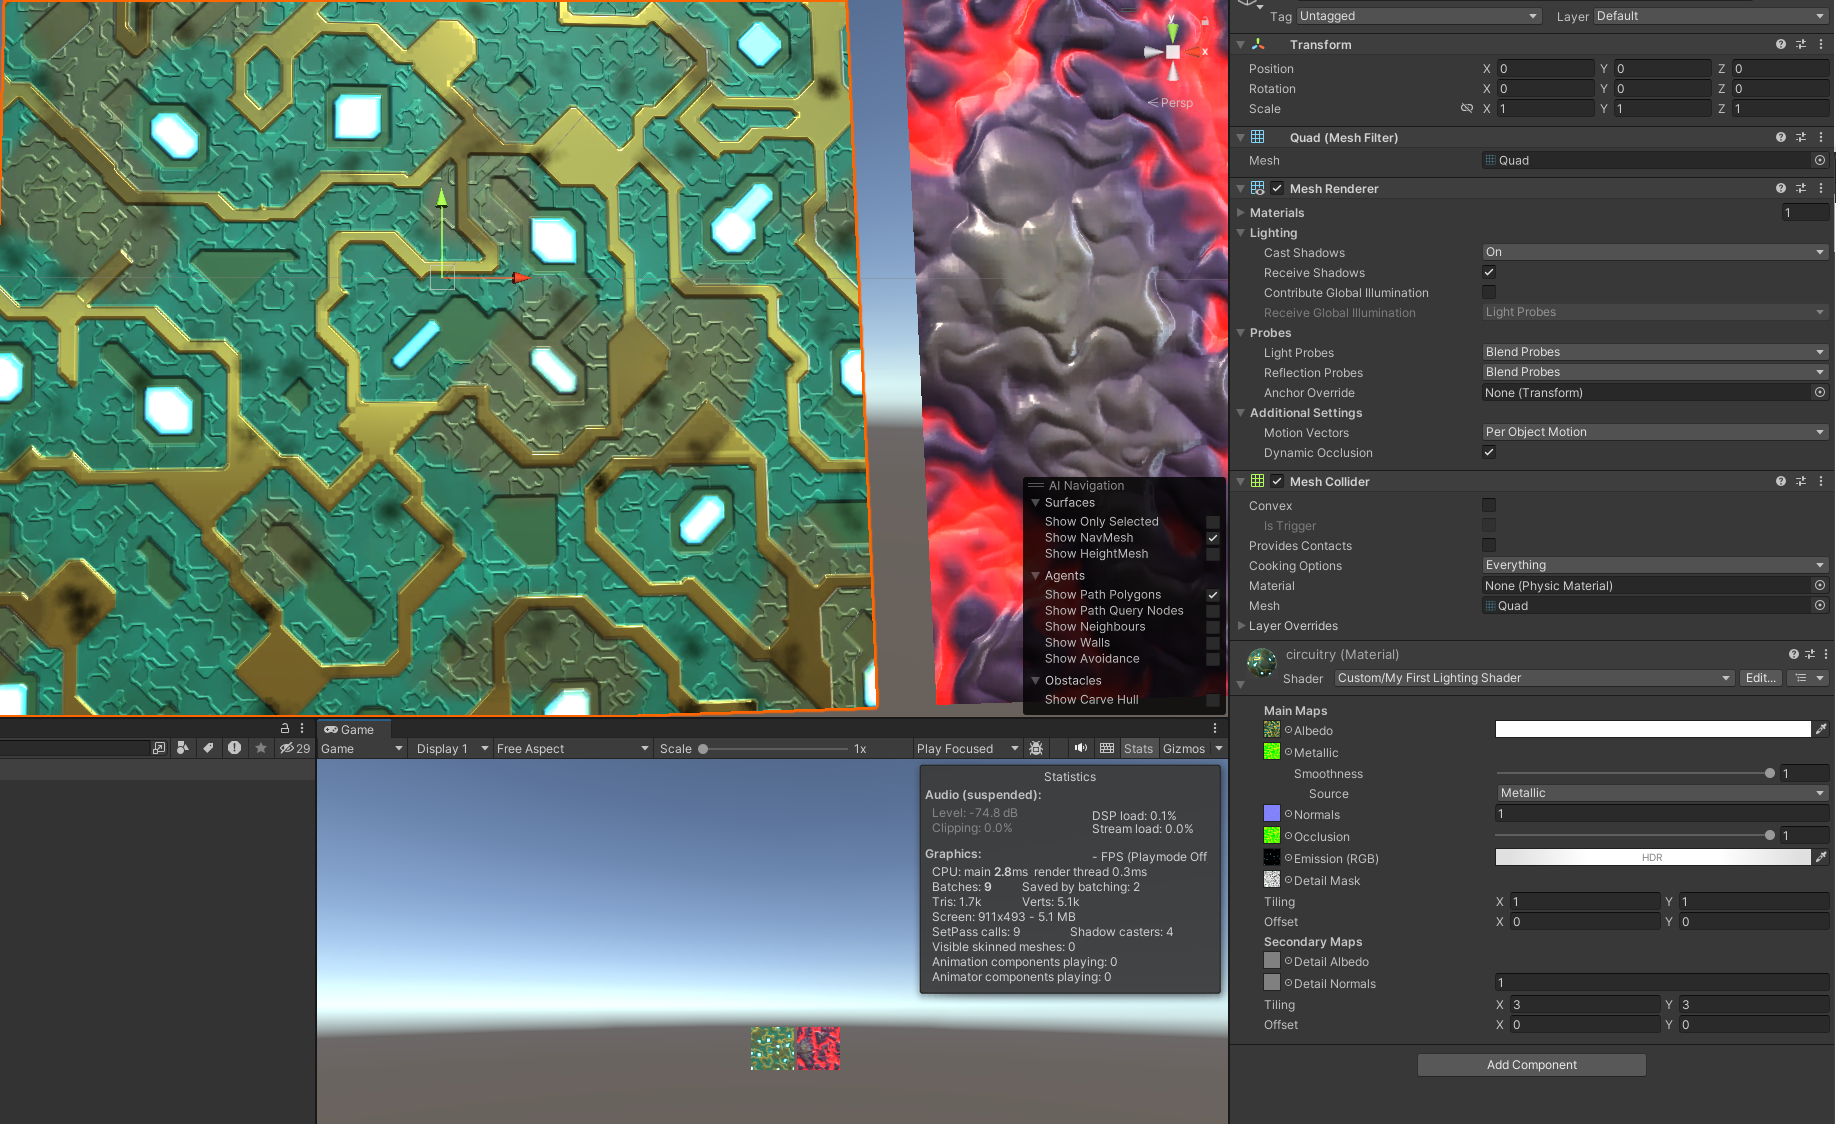 y
x
Persp
AI Navigation
Surfaces
Show Only Selected
Show NavMesh
Show HeightMesh
Agents
Show Path Polygons
Show Path Query Nodes
Show Neighbours
Show Walls
Show Avoidance
Obstacles
Show Carve Hull
29
Game
Game
Display 1
Free Aspect
Scale
1x
Play Focused
Stats
Gizmos
Statistics
Audio (suspended):
Level: -74.8 dB
DSP load: 0.1%
Clipping: 0.0%
Stream load: 0.0%
Graphics:
- FPS (Playmode Off
CPU: main 2.8ms render thread 0.3ms
Batches: 9 Saved by batching: 2
Tris: 1.7k Verts: 5.1k
Screen: 911x493 - 5.1 MB
SetPass calls: 9 Shadow casters: 4
Visible skinned meshes: 0
Animation components playing: 0
Animator components playing: 0
Tag Untagged Layer Default
Transform
Position X 0 Y 0 Z 0
Rotation X 0 Y 0 Z 0
Scale X 1 Y 1 Z 1
Quad (Mesh Filter)
Mesh Quad
Mesh Renderer
Materials 1
Lighting
Cast Shadows On
Receive Shadows
Contribute Global Illumination
Receive Global Illumination Light Probes
Probes
Light Probes Blend Probes
Reflection Probes Blend Probes
Anchor Override None (Transform)
Additional Settings
Motion Vectors Per Object Motion
Dynamic Occlusion
Mesh Collider
Convex
Is Trigger
Provides Contacts
Cooking Options Everything
Material None (Physic Material)
Mesh Quad
Layer Overrides
circuitry (Material)
Shader Custom/My First Lighting Shader Edit...
Main Maps
Albedo
Metallic
Smoothness 1
Source Metallic
Normals 1
Occlusion 1
Emission (RGB) HDR
Detail Mask
Tiling X 1 Y 1
Offset X 0 Y 0
Secondary Maps
Detail Albedo
Detail Normals 1
Tiling X 3 Y 3
Offset X 0 Y 0
Add Component